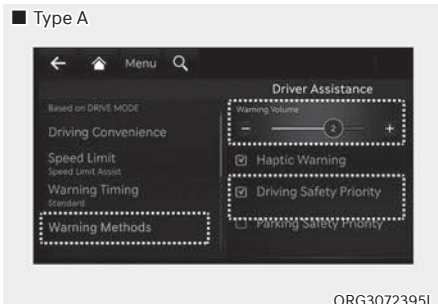 ■ Type A
Menu
Driver Assistance
Based on DRIVE MODE
Warning Volume
Driving Convenience
- 2 +
Speed Limit
Speed Limit Assist
Haptic Warning
Warning Timing
Standard
Driving Safety Priority
Warning Methods
Parking Safety Priority
ORG3072395L